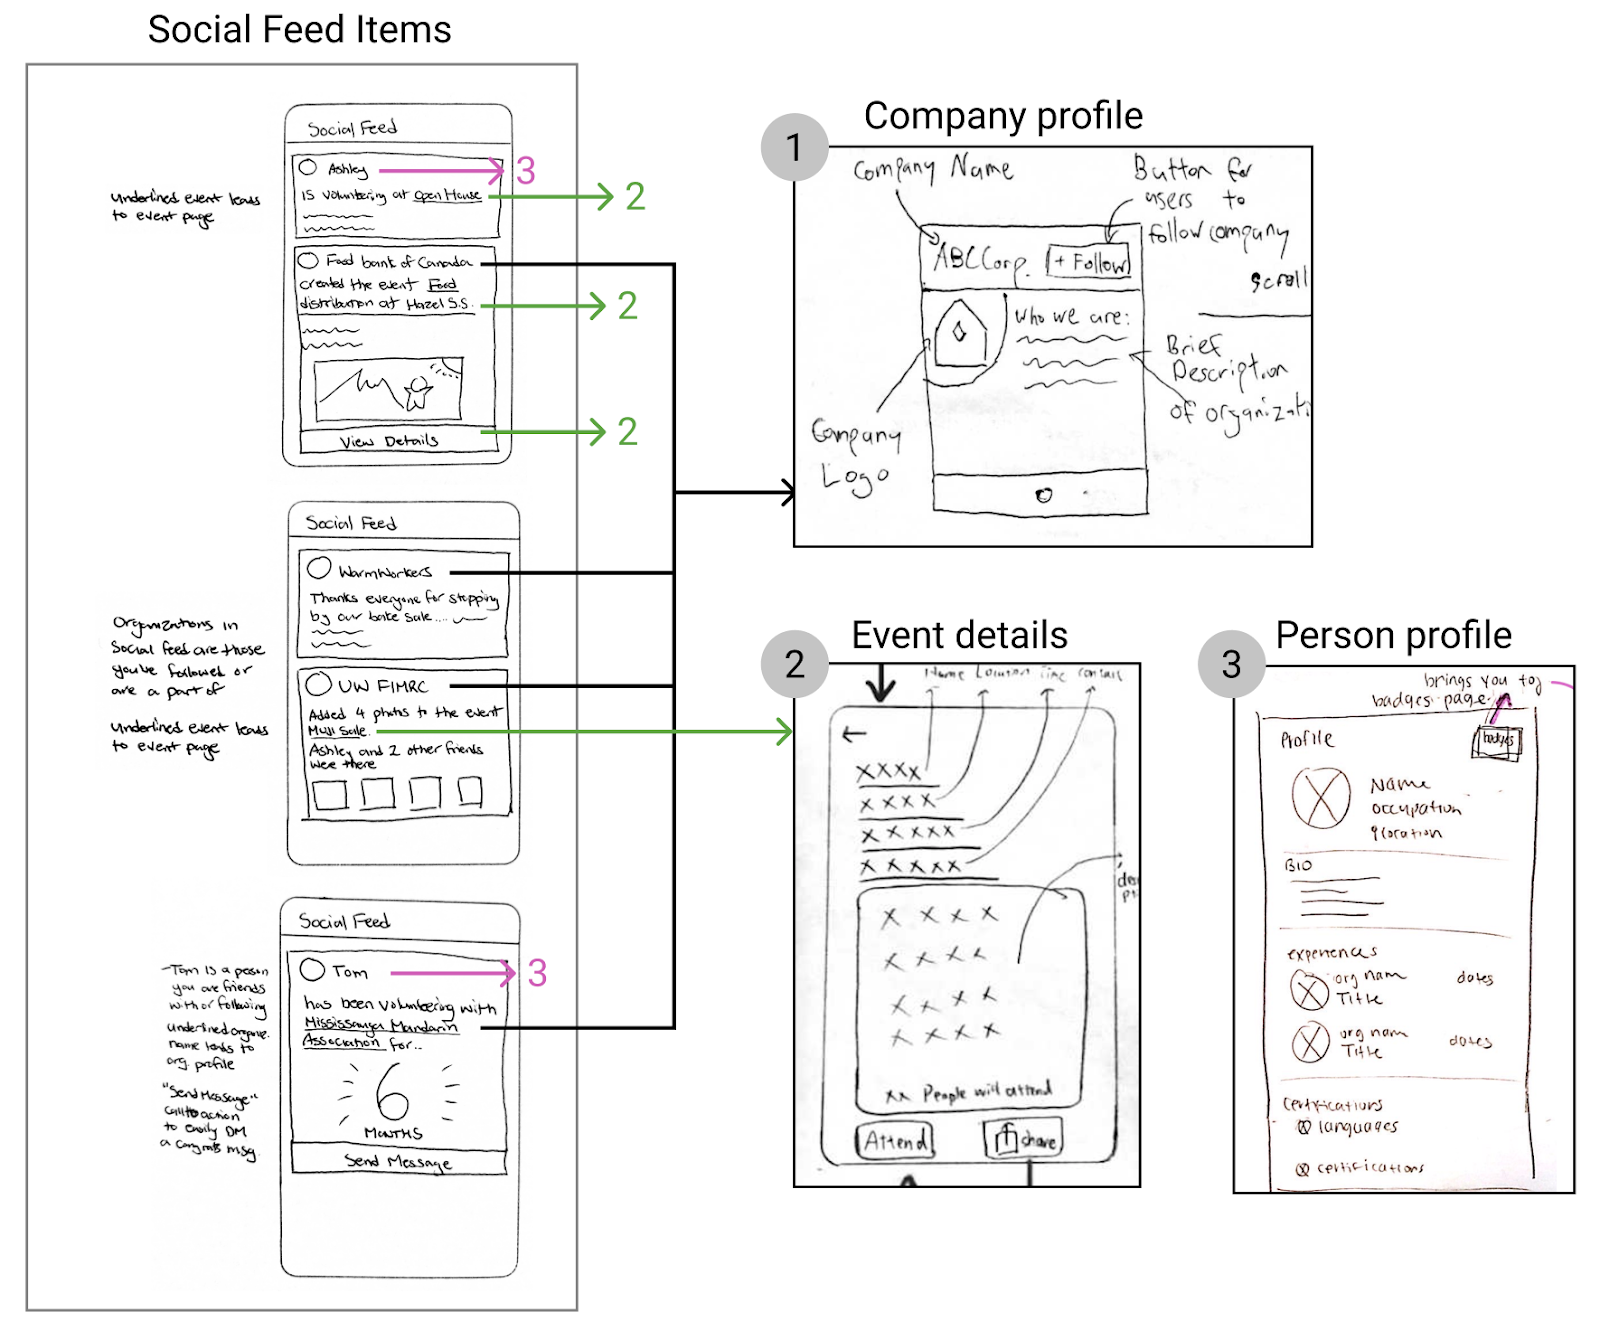 Social Feed Items
Underlined event leads
to event page
Social Feed
Ashley
3
is volunteering at Open House
2
Food bank of Canada
created the event Food
distribution at Hazel S.S.
2
View Details
2
Organizations in
Social feed are those
you've followed or
are a part of
Underlined event leads
to event page
Social Feed
WarmWorkers
Thanks everyone for stopping
by our bake sale....
UW FIMRC
Added 4 photos to the event
Muji Sale.
Ashley and 2 other friends
were there
-Tom is a person
you are friends
with or following
underlined organiz.
name leads to
org. profile
"Send Message"
call to action
to easily DM
a congrats msg.
Social Feed
Tom
3
has been volunteering with
Mississauga Mandarin
Association for..
6
MONTHS
Send Message
1
Company profile
Company Name
Button for
users to
follow company
ABC Corp.
+ Follow
Scroll
Who we are:
Brief
Description
of organizati
Company
Logo
2
Event details
Name Location Time Contact
XXXX
XXXX
XXXXX
XXXXX
X X X X
X X X X
X X X X
X X X X
xx People will attend
Attend
share
3
Person profile
brings you to
badges page
Profile
badges
Name
occupation
location
BIO
experiences
org nam
Title
dates
org nam
Title
dates
Certifications
languages
certifications